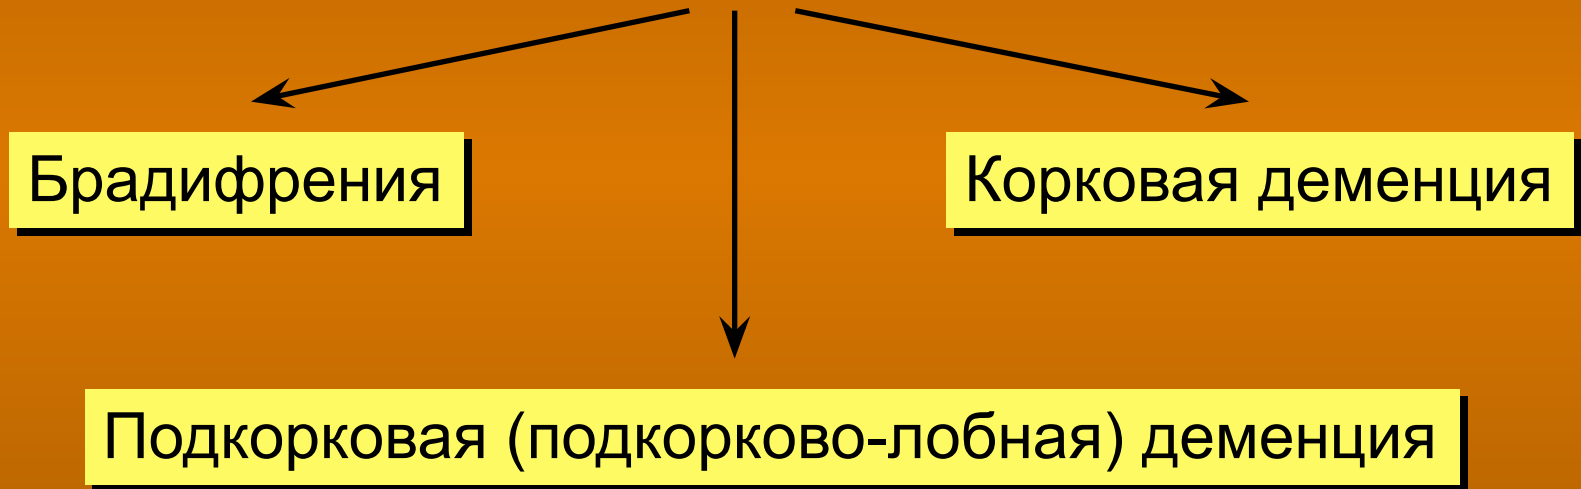 Брадифрения
Корковая деменция
Подкорковая (подкорково-лобная) деменция